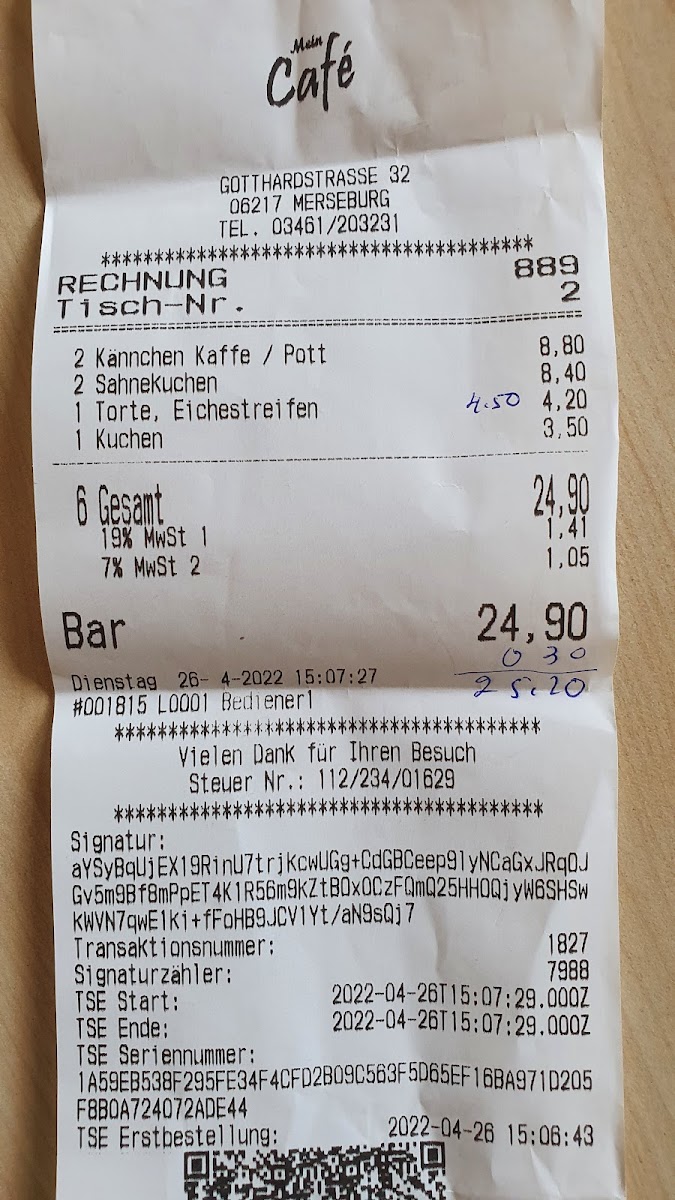 Mein
Café
GOTTHARDSTRASSE 32
06217 MERSEBURG
TEL. 03461/203231
*****************************************
RECHNUNG 889
Tisch-Nr. 2
2 Kännchen Kaffe / Pott 8,80
2 Sahnekuchen 8,40
1 Torte, Eichestreifen 4.50 4,20
1 Kuchen 3,50
6 Gesamt 24,90
19% MwSt 1 1,41
7% MwSt 2 1,05
Bar 24,90
0 30
Dienstag 26- 4-2022 15:07:27
25.20
#001815 L0001 Bediener1
*****************************************
Vielen Dank für Ihren Besuch
Steuer Nr.: 112/234/01629
*****************************************
Signatur:
aYSyBqUjEX19RinU7trjKcwUGg+CdGBCeep9lyNCaGxJRqOJ
Gv5m9Bf8mPpET4K1R56m9kZtBOxOCzFQmQ25HHOQjyW6SHSw
kWVN7qwE1Ki+fFoHB9JCV1Yt/aN9sQj7
Transaktionsnummer: 1827
Signaturzähler: 7988
TSE Start: 2022-04-26T15:07:29.000Z
TSE Ende: 2022-04-26T15:07:29.000Z
TSE Seriennummer:
1A59EB538F295FE34F4CFD2B09C563F5D65EF16BA971D205
F8B0A724072ADE44
TSE Erstbestellung: 2022-04-26 15:06:43